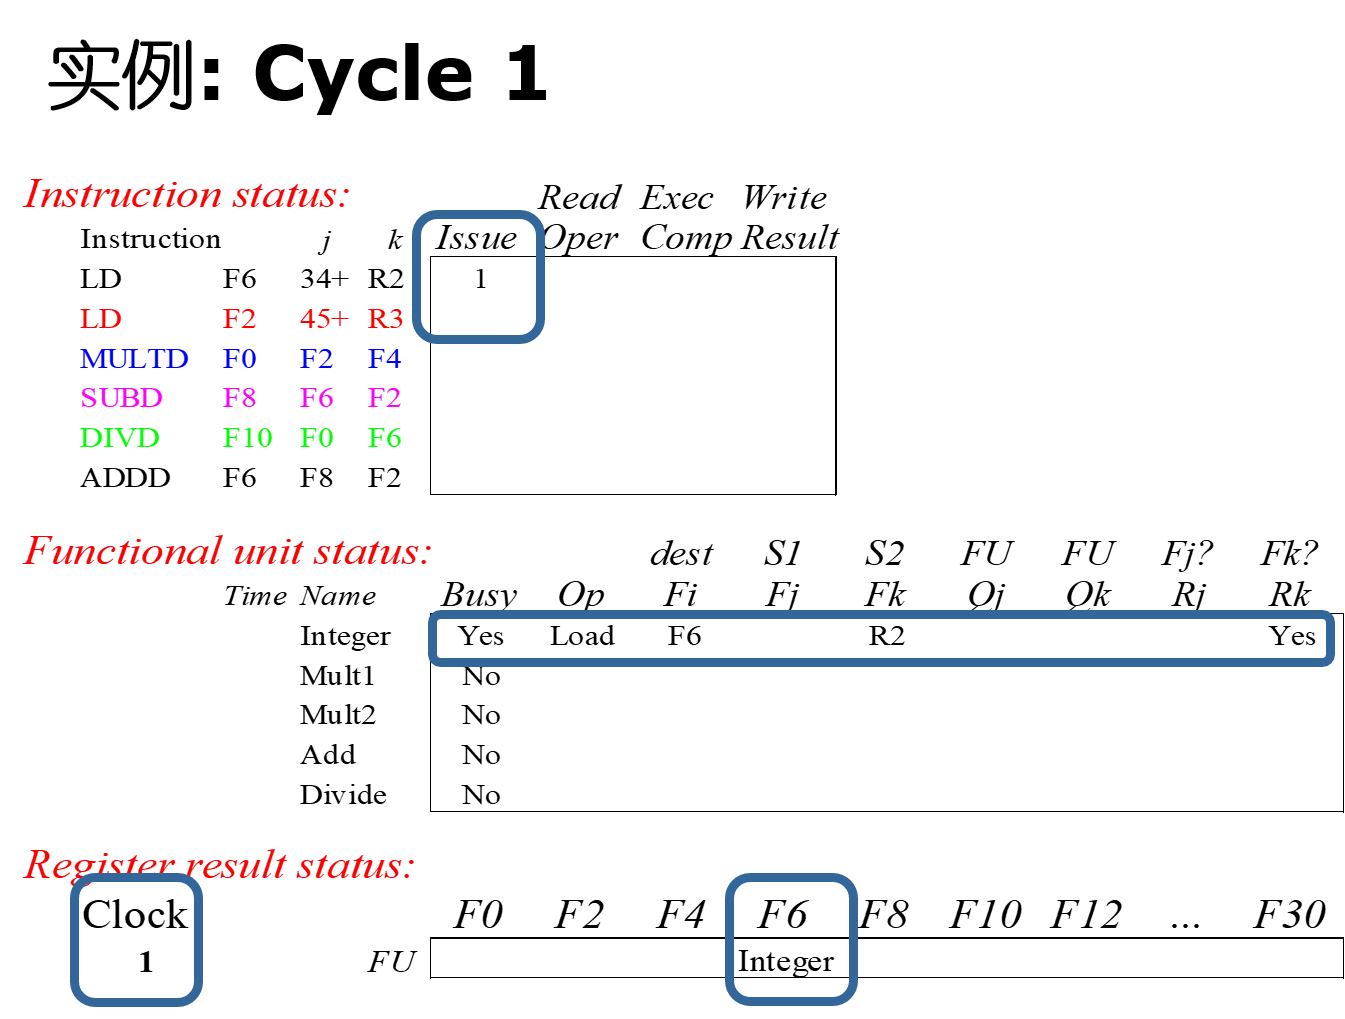 实例: Cycle 1
Instruction status:
Read Exec Write
Instruction j k Issue Oper Comp Result
LD F6 34+ R2 1
LD F2 45+ R3
MULTD F0 F2 F4
SUBD F8 F6 F2
DIVD F10 F0 F6
ADDD F6 F8 F2
Functional unit status:
dest S1 S2 FU FU Fj? Fk?
Time Name Busy Op Fi Fj Fk Qj Qk Rj Rk
Integer Yes Load F6 R2 Yes
Mult1 No
Mult2 No
Add No
Divide No
Register result status:
Clock F0 F2 F4 F6 F8 F10 F12 ... F30
1 FU Integer